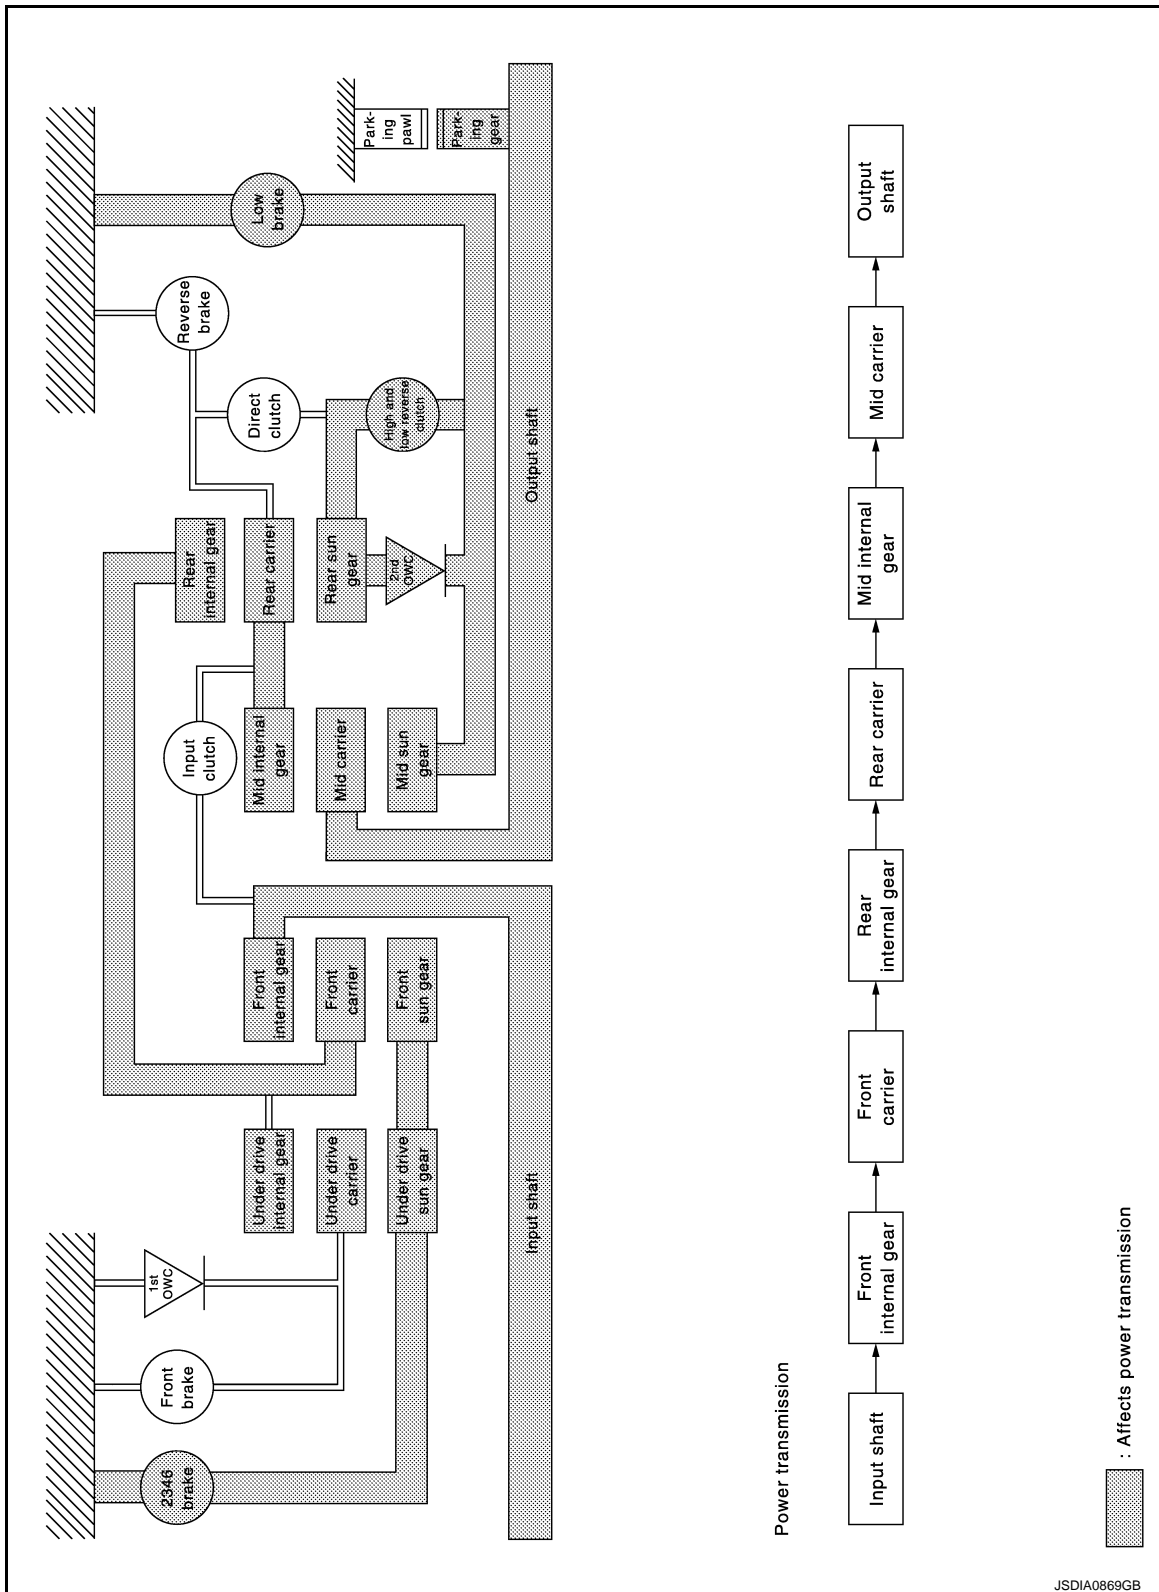 2346
brake
Front
brake
1st
OWC
Under drive
internal gear
Under drive
carrier
Under drive
sun gear
Input shaft
Front
internal gear
Front
carrier
Front
sun gear
Input
clutch
Mid internal
gear
Mid carrier
Mid sun
gear
Rear
internal gear
Rear carrier
Rear sun
gear
2nd
OWC
Direct
clutch
High and
low reverse
clutch
Reverse
brake
Low
brake
Output shaft
Park-
ing
pawl
Park-
ing
gear
Power transmission
Input shaft
Front
internal gear
Front
carrier
Rear
internal gear
Rear carrier
Mid internal
gear
Mid carrier
Output
shaft
: Affects power transmission
JSDIA0869GB